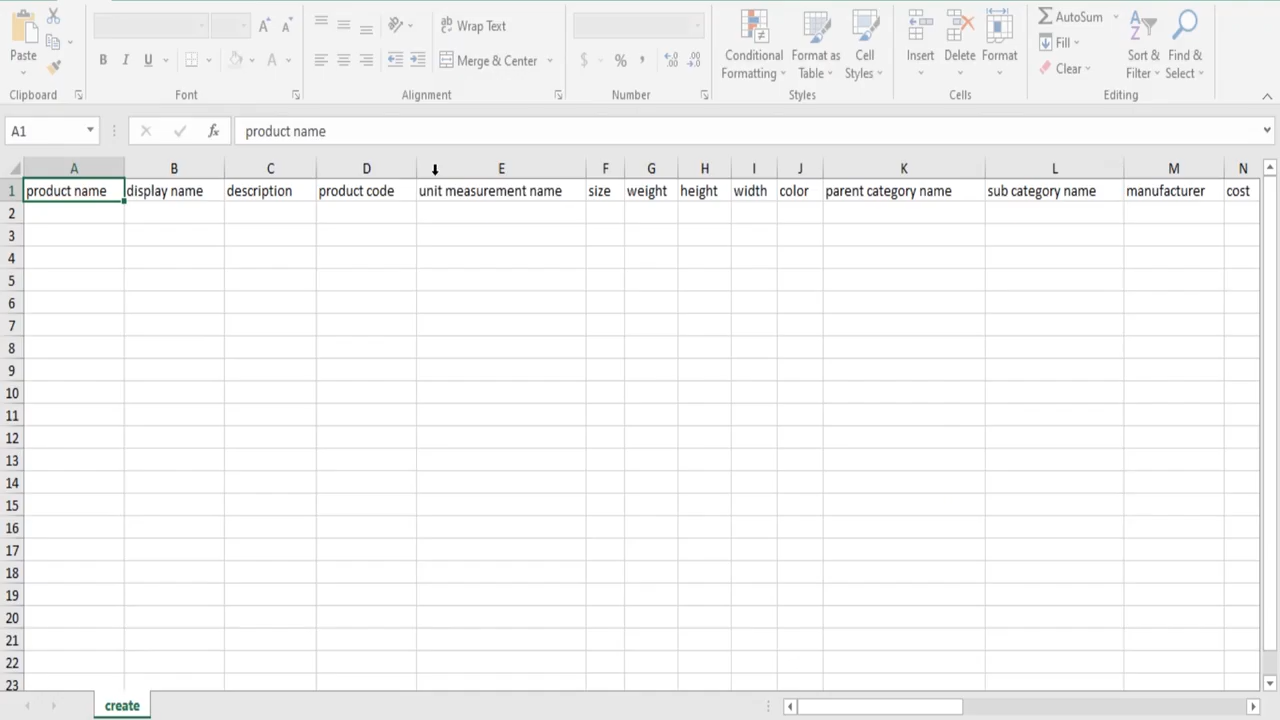 Paste
Wrap Text
Merge & Center
B I U
A
$ % ,
Conditional Formatting
Format as Table
Cell Styles
Insert
Delete
Format
AutoSum
Fill
Clear
Sort & Filter
Find & Select
Clipboard
Font
Alignment
Number
Styles
Cells
Editing
A1
fx
product name
A B C D E F G H I J K L M N
1 product name display name description product code unit measurement name size weight height width color parent category name sub category name manufacturer cost
2
3
4
5
6
7
8
9
10
11
12
13
14
15
16
17
18
19
20
21
22
23
create